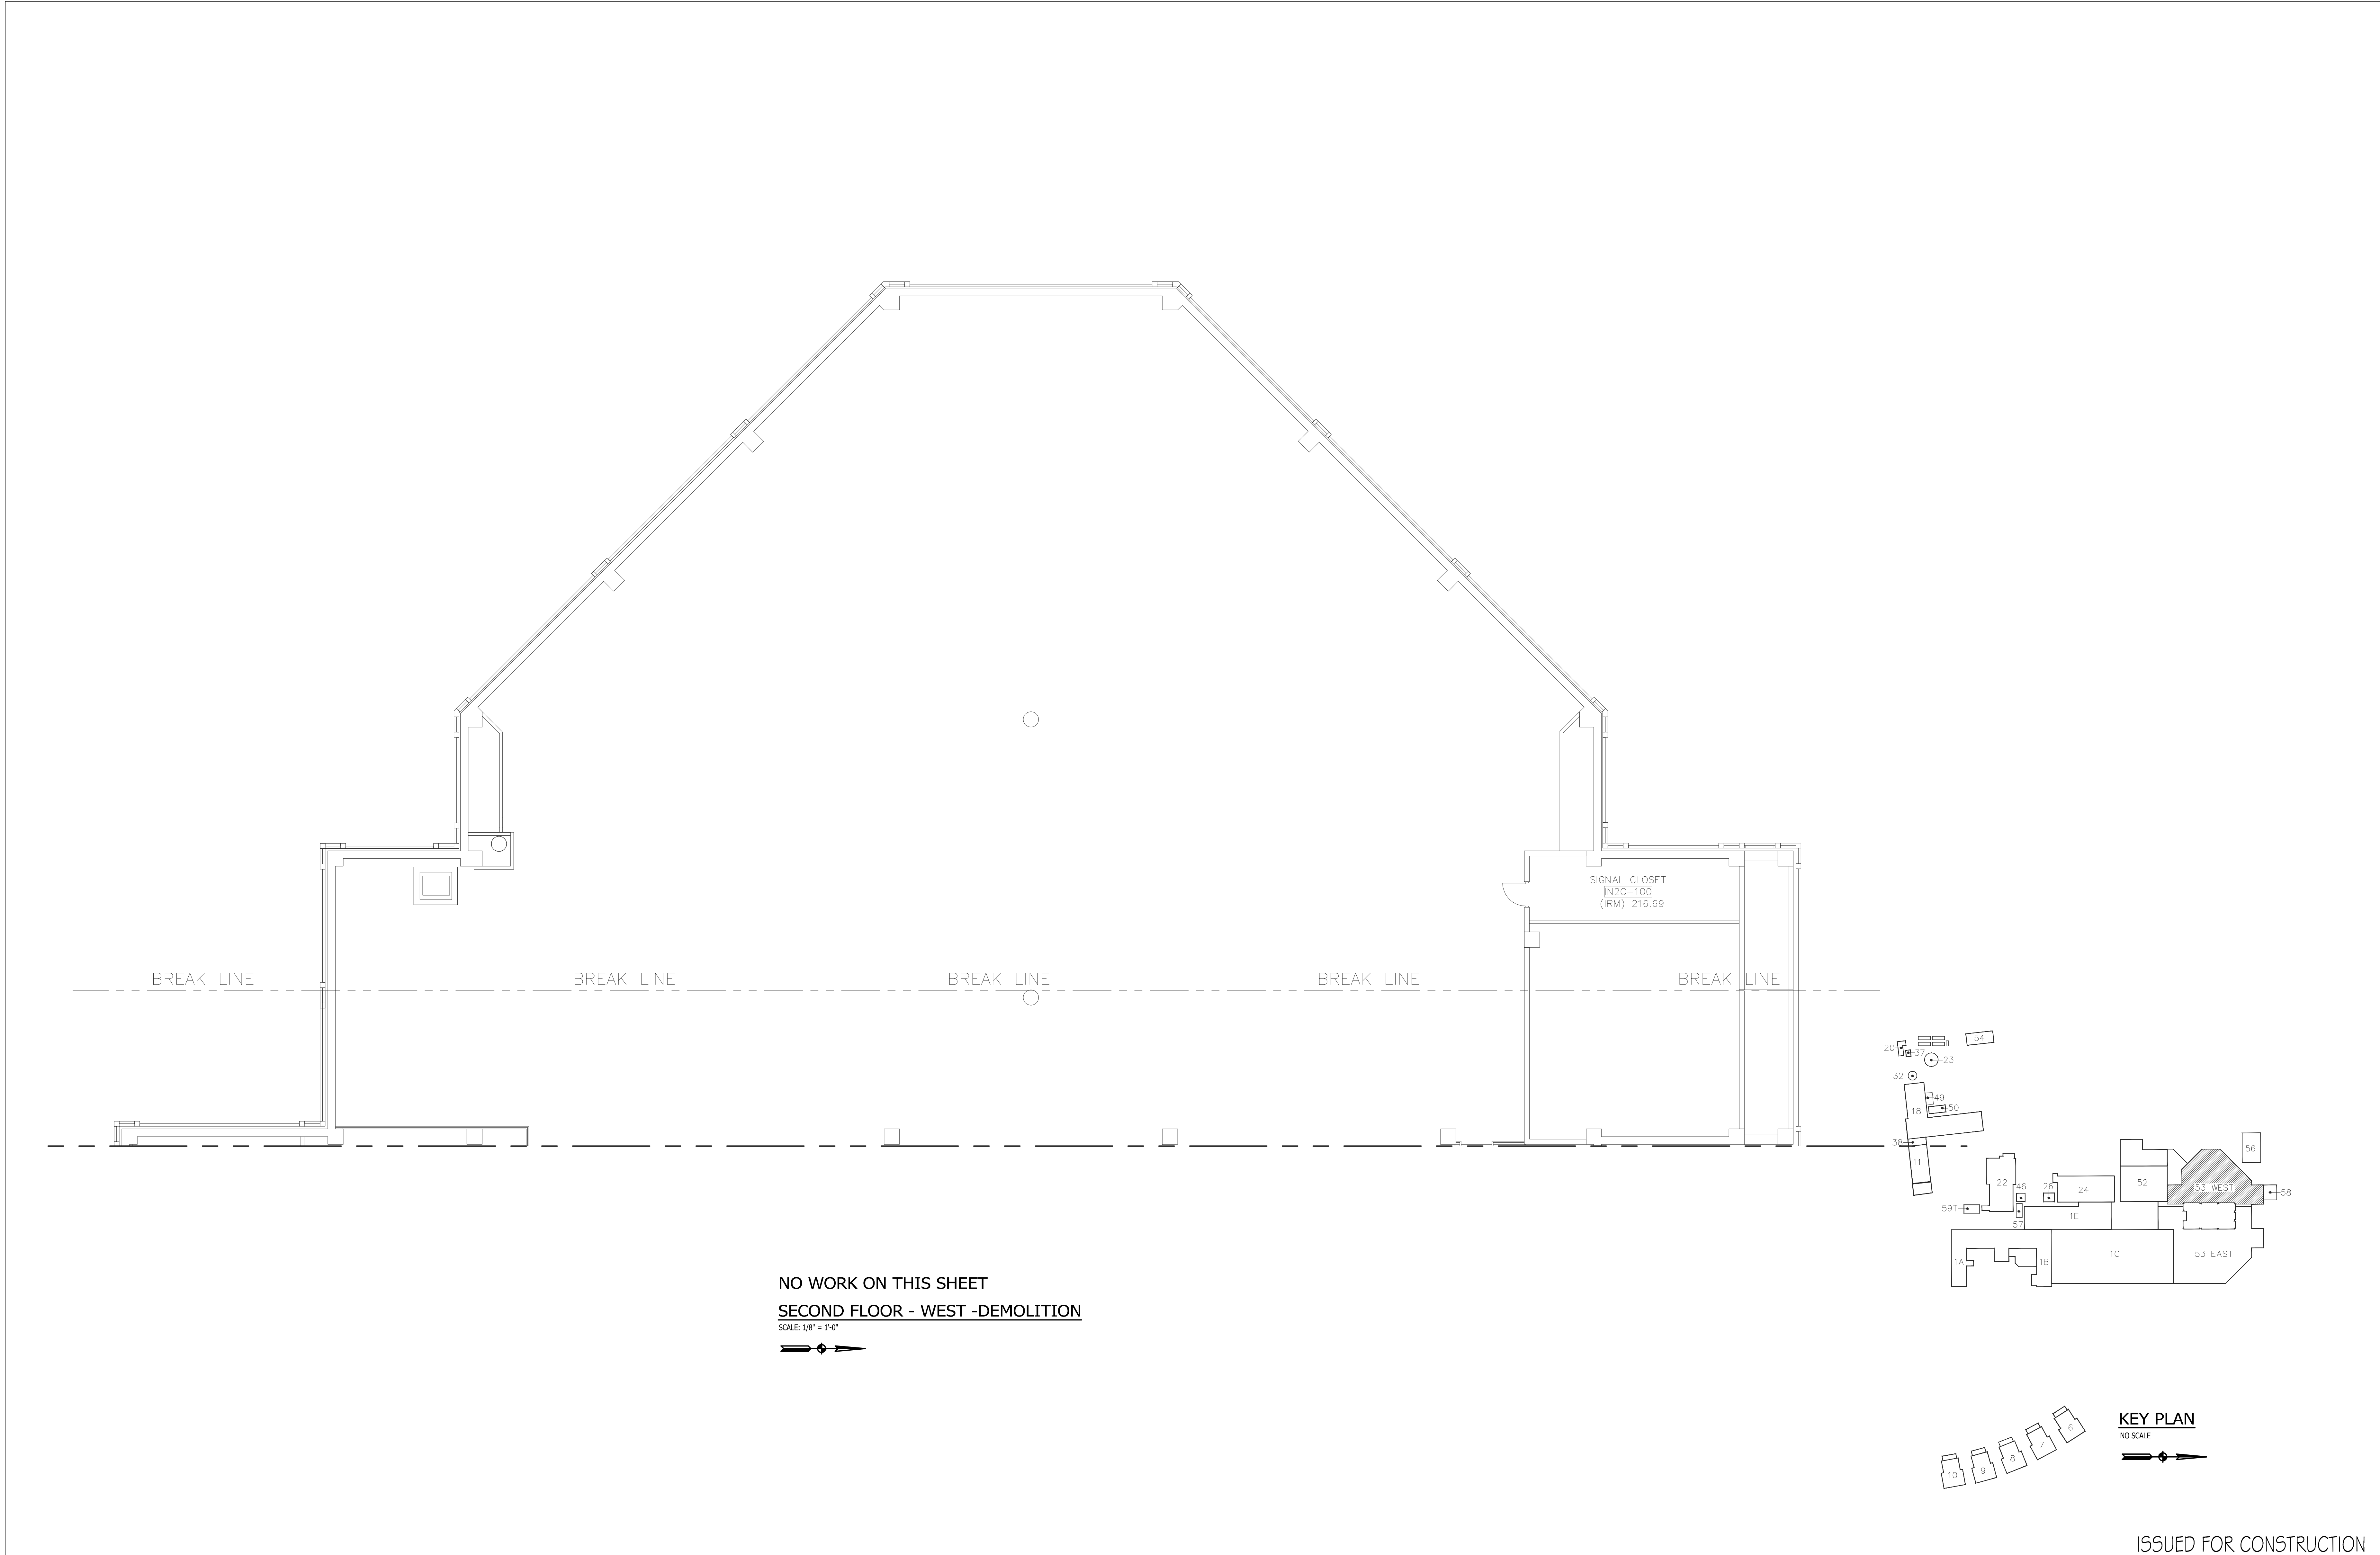 SIGNAL CLOSET
IN2C-100
(IRM) 216.69
BREAK LINE
BREAK LINE
BREAK LINE
BREAK LINE
BREAK LINE
54
20
37
23
32
49
50
18
38
11
56
22
46
26
24
52
53 WEST
58
59T
57
1E
1A
1B
1C
53 EAST
NO WORK ON THIS SHEET
SECOND FLOOR - WEST -DEMOLITION
SCALE: 1/8" = 1'-0"
KEY PLAN
NO SCALE
6
7
8
9
10
ISSUED FOR CONSTRUCTION